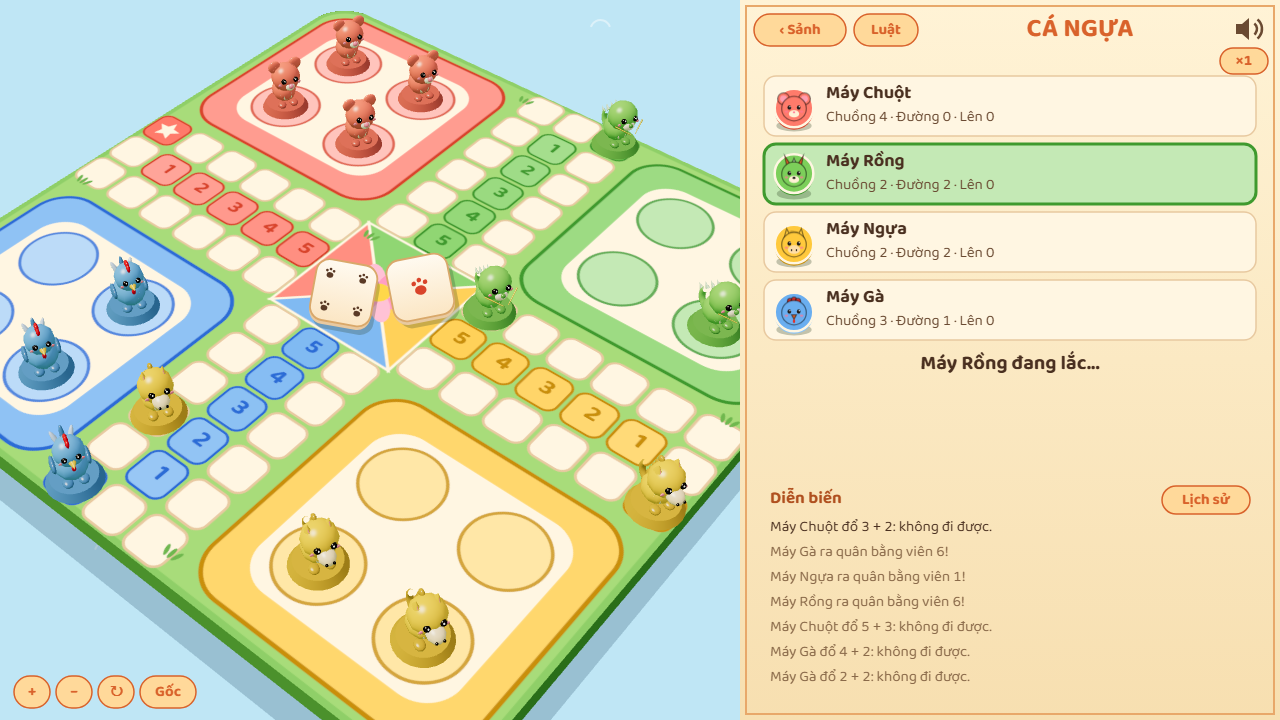 ‹ Sảnh
Luật
CÁ NGỰA
×1
Máy Chuột
Chuồng 4 · Đường 0 · Lên 0
Máy Rồng
Chuồng 2 · Đường 2 · Lên 0
Máy Ngựa
Chuồng 2 · Đường 2 · Lên 0
Máy Gà
Chuồng 3 · Đường 1 · Lên 0
Máy Rồng đang lắc...
Diễn biến
Lịch sử
Máy Chuột đổ 3 + 2: không đi được.
Máy Gà ra quân bằng viên 6!
Máy Ngựa ra quân bằng viên 1!
Máy Rồng ra quân bằng viên 6!
Máy Chuột đổ 5 + 3: không đi được.
Máy Gà đổ 4 + 2: không đi được.
Máy Gà đổ 2 + 2: không đi được.
1
2
3
4
5
1
2
3
4
5
5
4
3
2
1
5
4
3
2
1
+
−
↻
Gốc